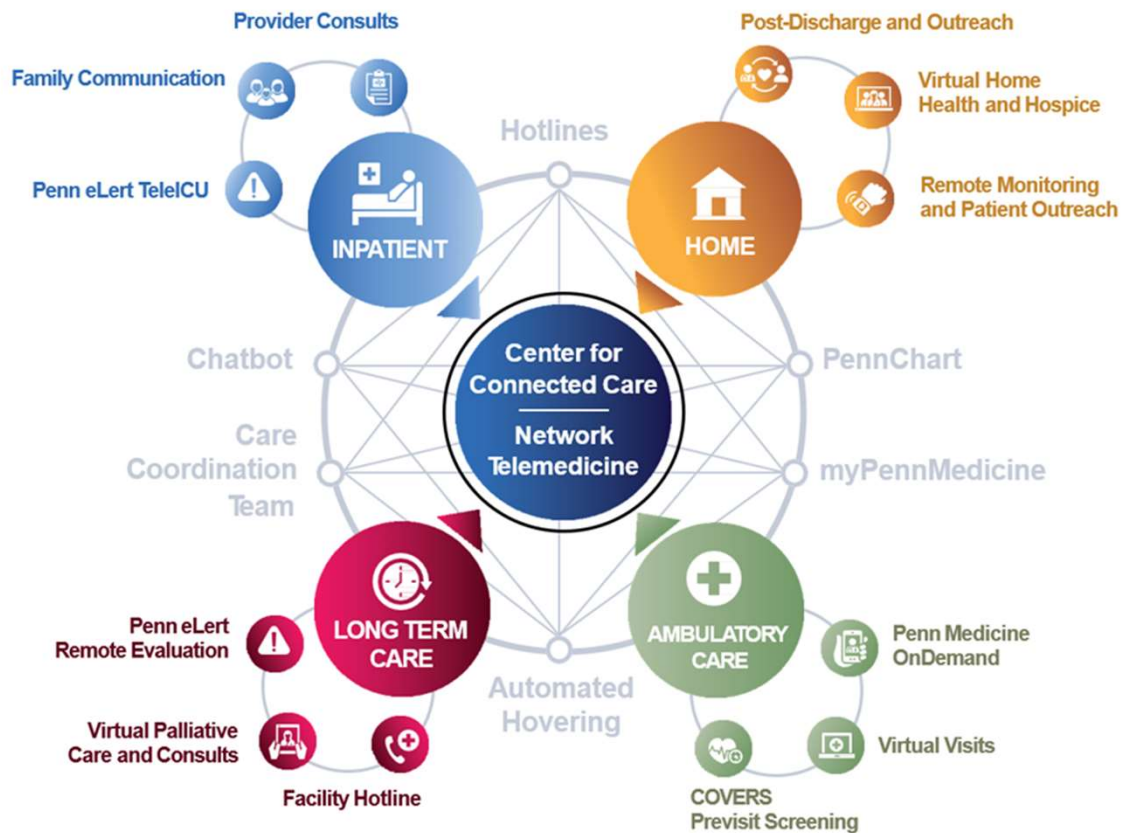 Provider Consults
Family Communication
Penn eLert TeleICU
INPATIENT
Post-Discharge and Outreach
Virtual Home
Health and Hospice
Remote Monitoring
and Patient Outreach
HOME
Hotlines
Chatbot
Care
Coordination
Team
Center for
Connected Care
Network
Telemedicine
PennChart
myPennMedicine
Automated
Hovering
LONG TERM
CARE
Penn eLert
Remote Evaluation
Virtual Palliative
Care and Consults
Facility Hotline
AMBULATORY
CARE
Penn Medicine
OnDemand
Virtual Visits
COVERS
Previsit Screening